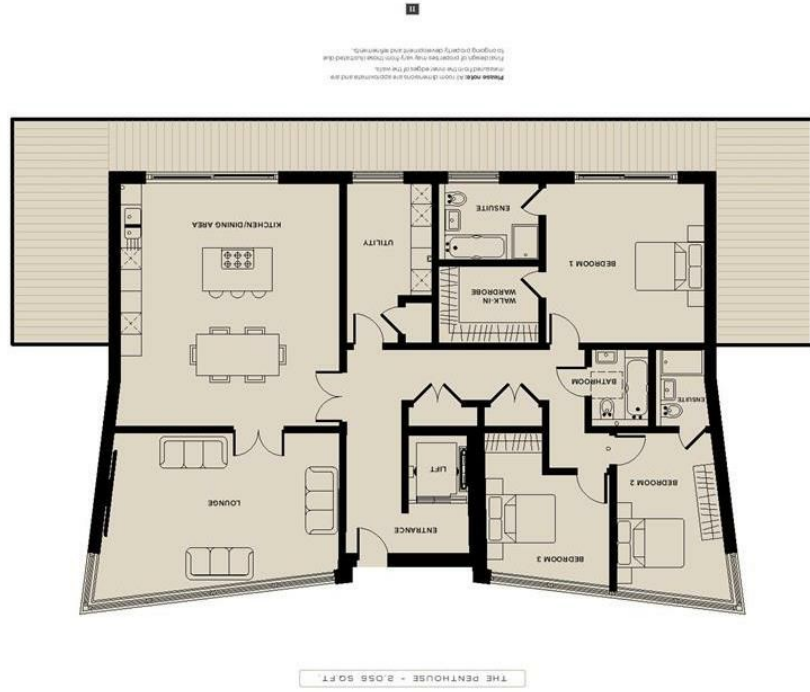 THE PENTHOUSE - 2,056 SQ.FT.
BEDROOM 3
ENTRANCE
LOUNGE
BEDROOM 2
LIFT
ENSUITE
BATHROOM
WALK-IN
WARDROBE
BEDROOM 1
UTILITY
KITCHEN/DINING AREA
ENSUITE
Please note: All room dimensions are approximate and are
measured from the inner edges of the walls.
Final design of properties may vary from those illustrated due
to ongoing property development and refinements.
11